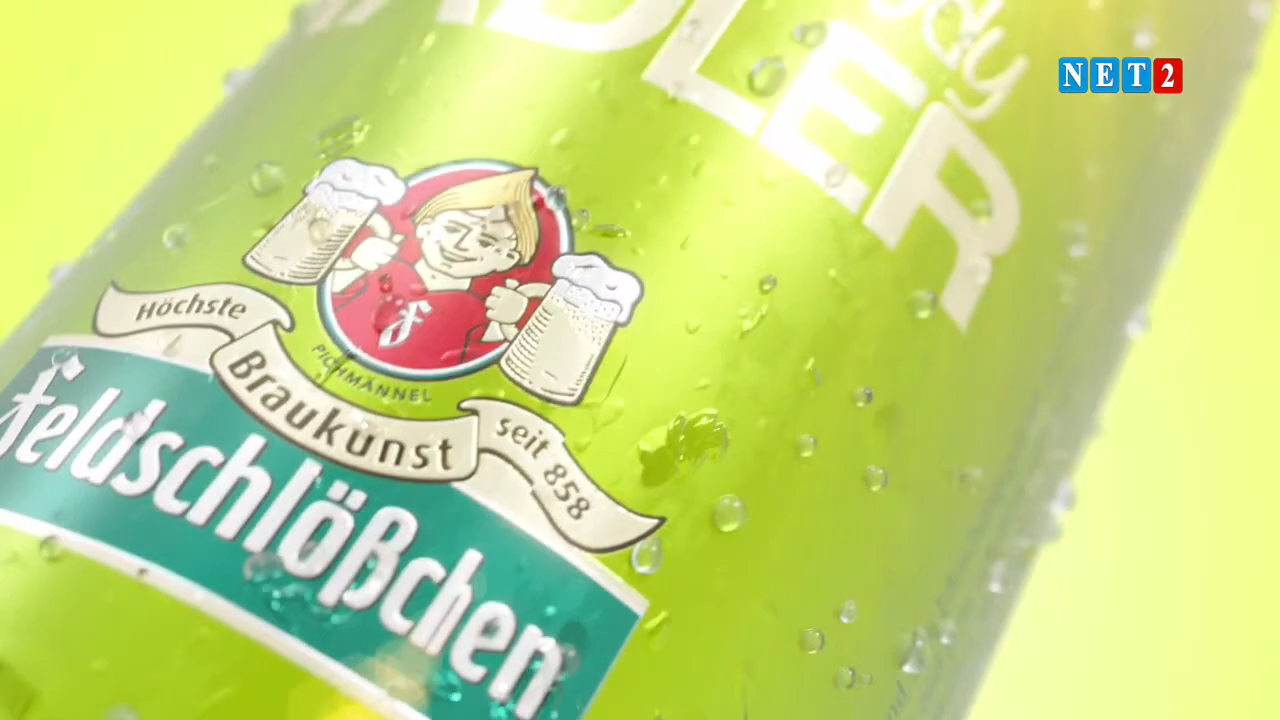 NET2
DLER
Höchste
Braukunst
seit 858
PICHMÄNNEL
F
Feldschlößchen